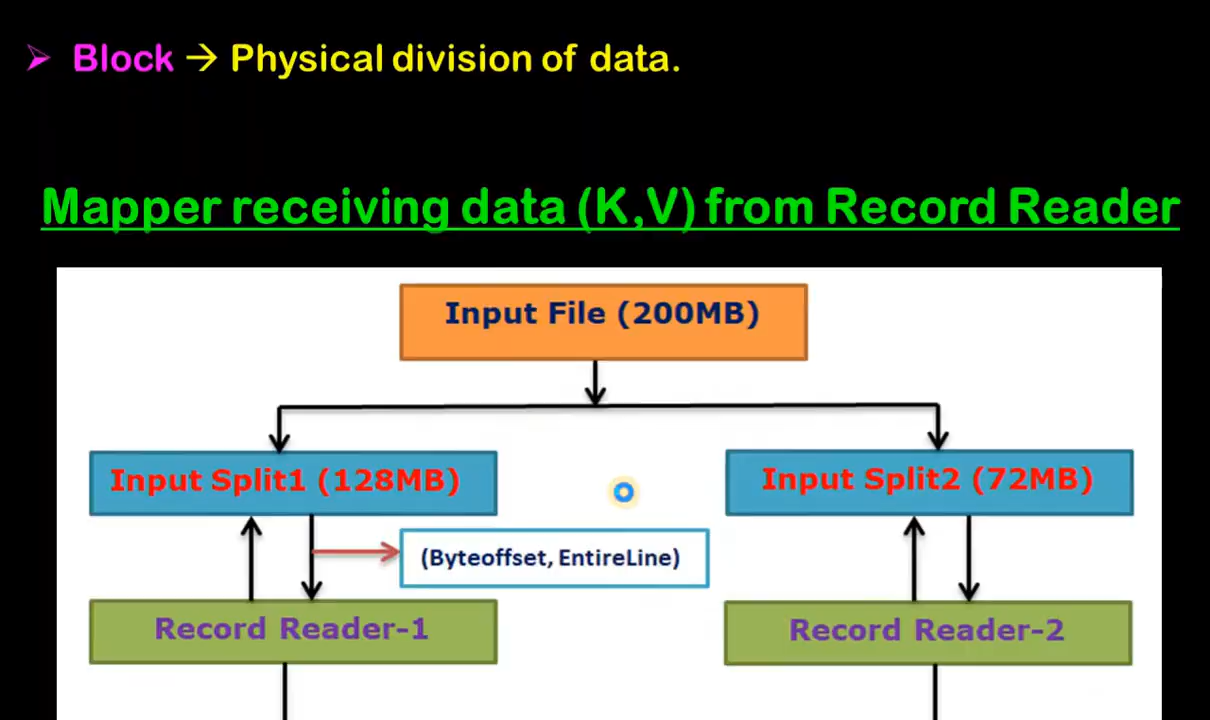 ➢ Block → Physical division of data.
Mapper receiving data (K,V) from Record Reader
Input File (200MB)
Input Split1 (128MB)
Input Split2 (72MB)
(Byteoffset, EntireLine)
Record Reader-1
Record Reader-2